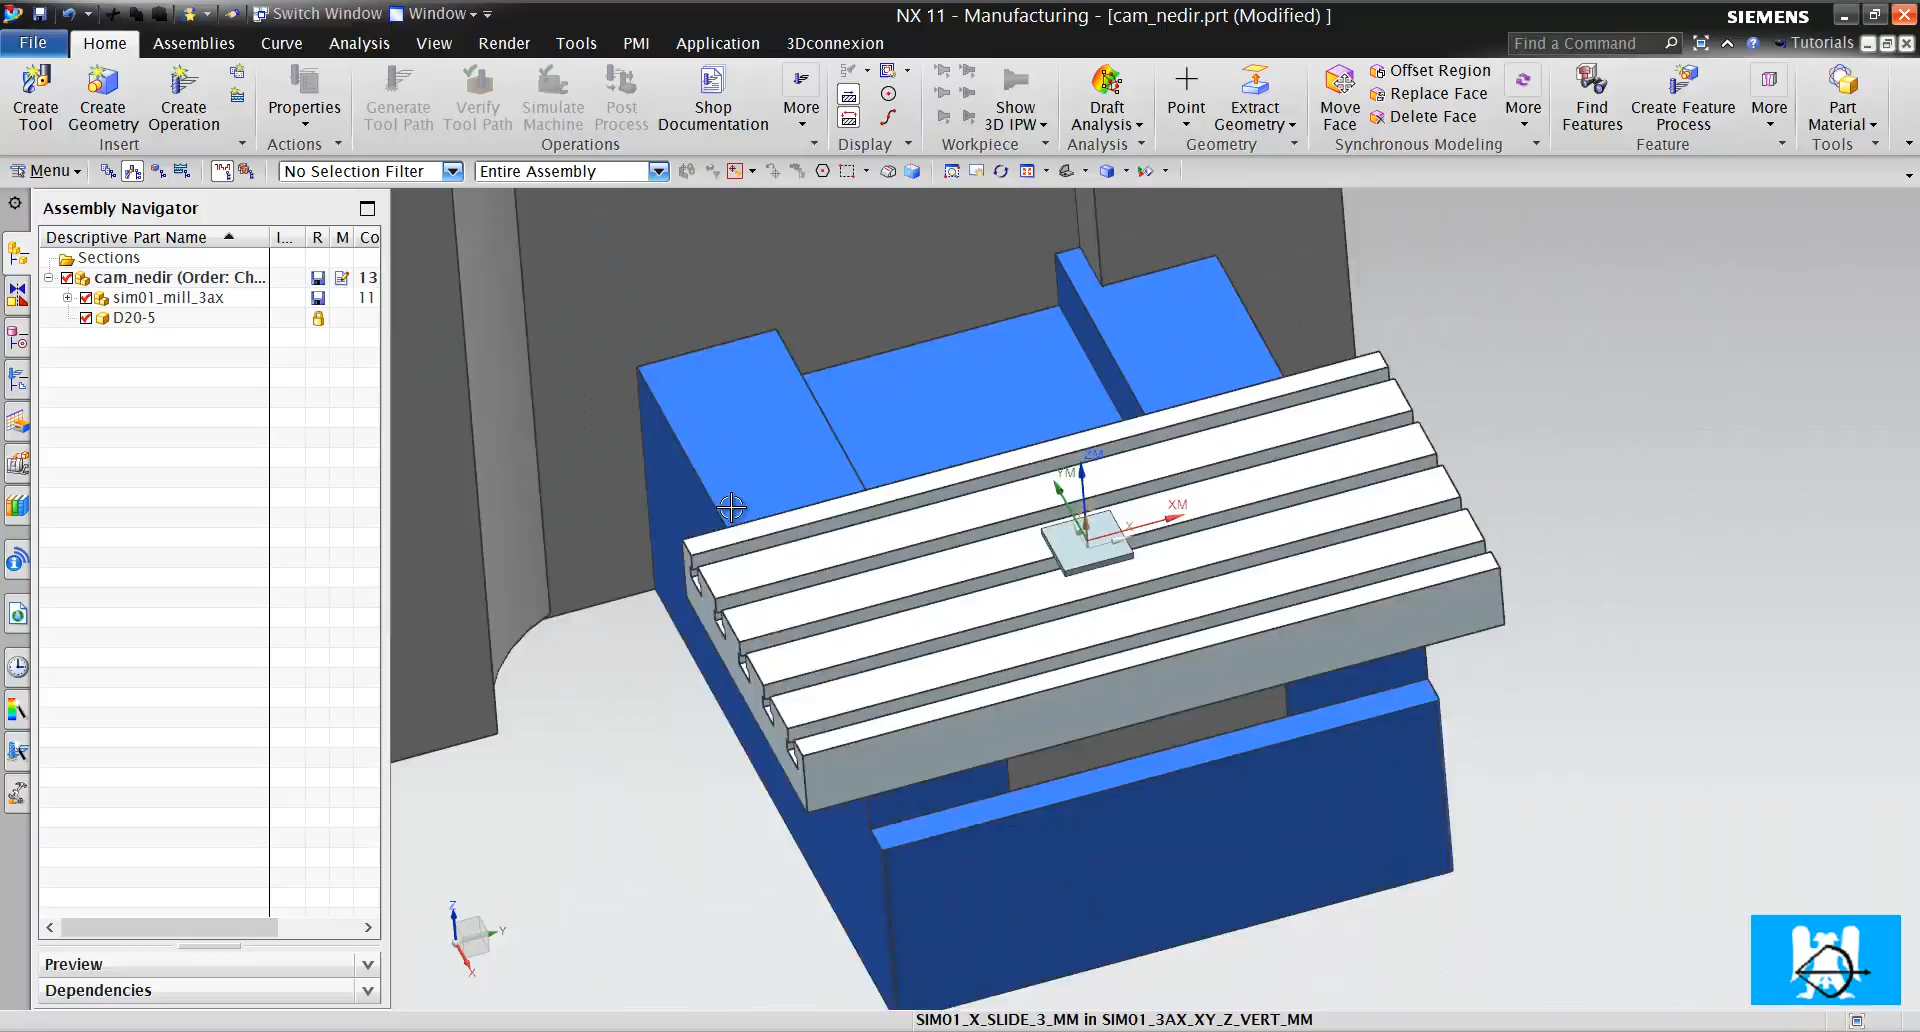 Switch Window Window NX 11 - Manufacturing - [cam_nedir.prt (Modified) ] SIEMENS
File Home Assemblies Curve Analysis View Render Tools PMI Application 3Dconnexion Find a Command Tutorials
Create Tool
Create Geometry
Create Operation
Insert
Properties
Actions
Generate Tool Path
Verify Tool Path
Simulate Machine
Post Process
Shop Documentation
More
Operations
Display
Show 3D IPW
Workpiece
Draft Analysis
Analysis
Point
Extract Geometry
Geometry
Move Face
Offset Region
Replace Face
Delete Face
More
Synchronous Modeling
Find Features
Create Feature Process
More
Feature
Part Material
Tools
Menu No Selection Filter Entire Assembly
Assembly Navigator
Descriptive Part Name I... R M Co
Sections
cam_nedir (Order: Ch... 13
sim01_mill_3ax 11
D20-5
Preview
Dependencies
ZM
YM
XM
X
Z
Y
X
SIM01_X_SLIDE_3_MM in SIM01_3AX_XY_Z_VERT_MM